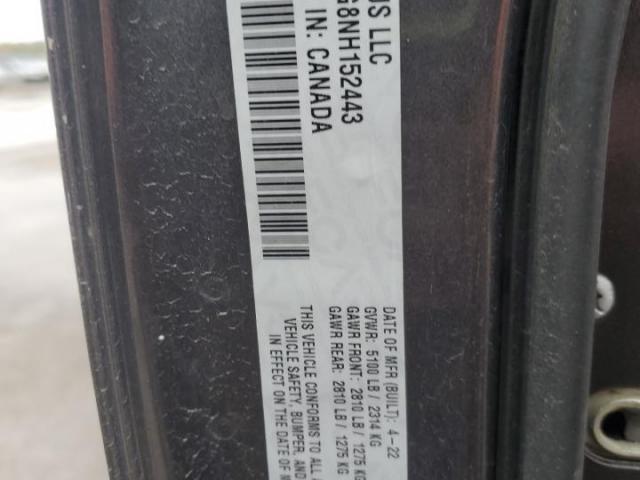 US LLC
G8NH152443
IN: CANADA
DATE OF MFR (BUILT): 4-22
GVWR: 5100 LB / 2314 KG
GAWR FRONT: 2810 LB / 1275 KG
GAWR REAR: 2810 LB / 1275 KG
THIS VEHICLE CONFORMS TO ALL
VEHICLE SAFETY, BUMPER, AND
IN EFFECT ON THE DATE OF M